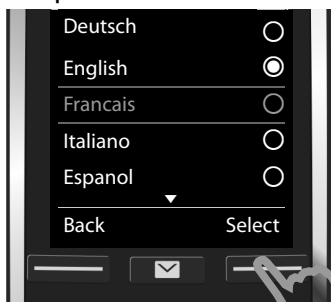 Deutsch
English
Francais
Italiano
Espanol
Back Select